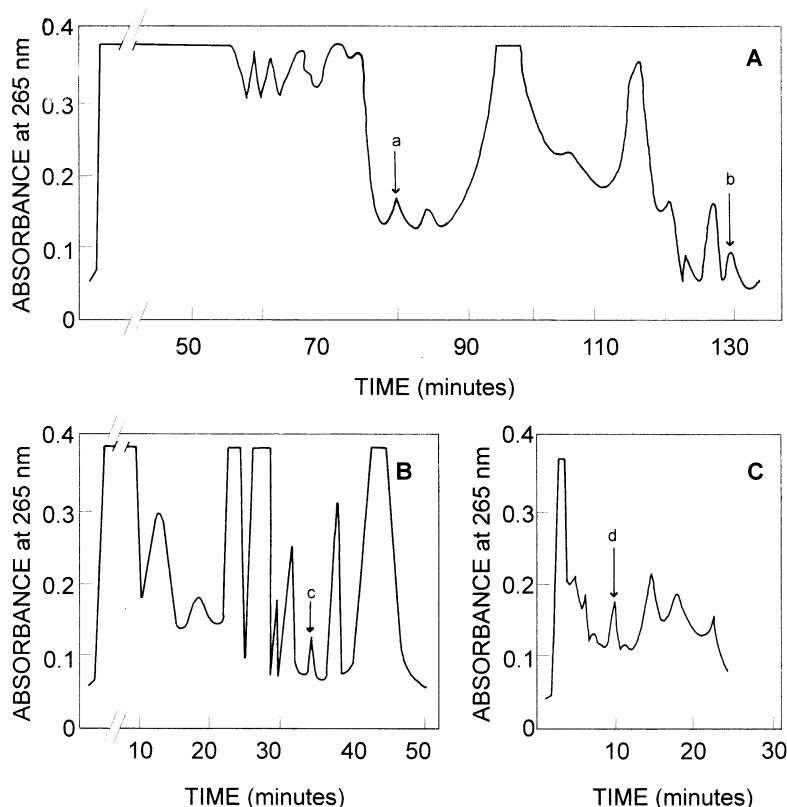 0.4
0.3
0.2
0.1
0
ABSORBANCE at 265 nm
A
a
b
50 70 90 110 130
TIME (minutes)
0.4
0.3
0.2
0.1
0
ABSORBANCE at 265 nm
B
c
10 20 30 40 50
TIME (minutes)
0.4
0.3
0.2
0.1
0
ABSORBANCE at 265 nm
C
d
10 20 30
TIME (minutes)